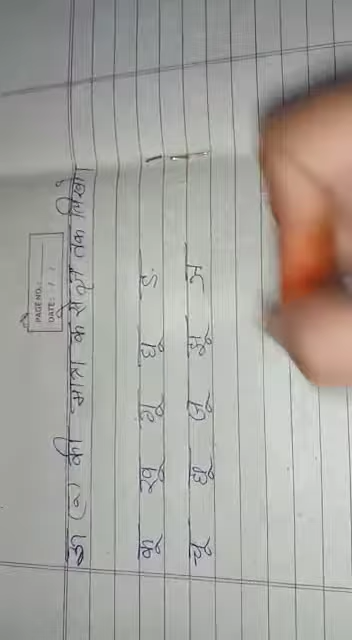 PAGE NO.:
DATE: / /
ऊ (ू) की मात्रा क से ज्ञ तक लिखो।
कू खू गू घू ङ
चू छू जू झू ञ